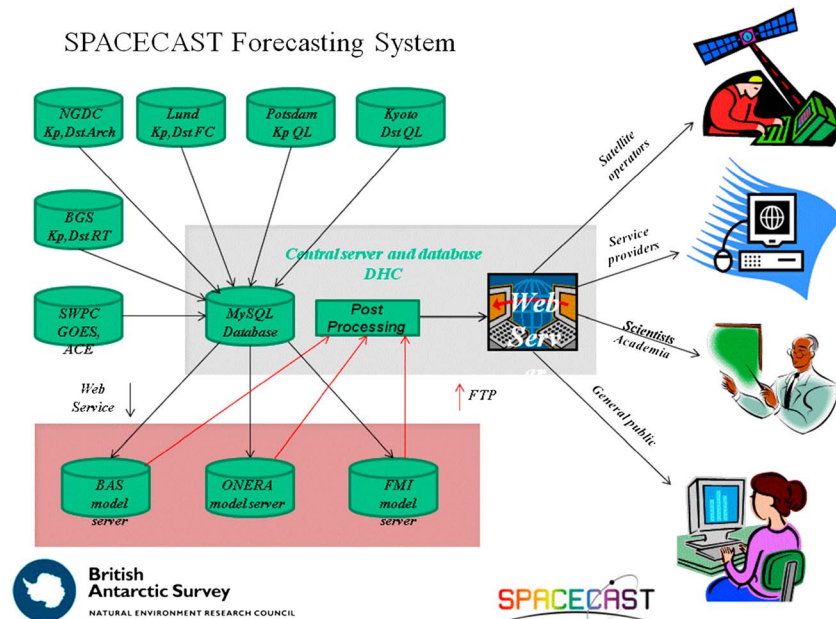 SPACECAST Forecasting System
NGDC
Kp,Dst Arch
Lund
Kp,Dst FC
Potsdam
Kp QL
Kyoto
Dst QL
BGS
Kp,Dst RT
SWPC
GOES,
ACE
Central server and database
DHC
MySQL
Database
Post
Processing
Web
Serv
er
Satellite
operators
Service
providers
Scientists
Academia
General public
Web
Service
FTP
BAS
model
server
ONERA
model server
FMI
model
server
British
Antarctic Survey
NATURAL ENVIRONMENT RESEARCH COUNCIL
SPACECAST